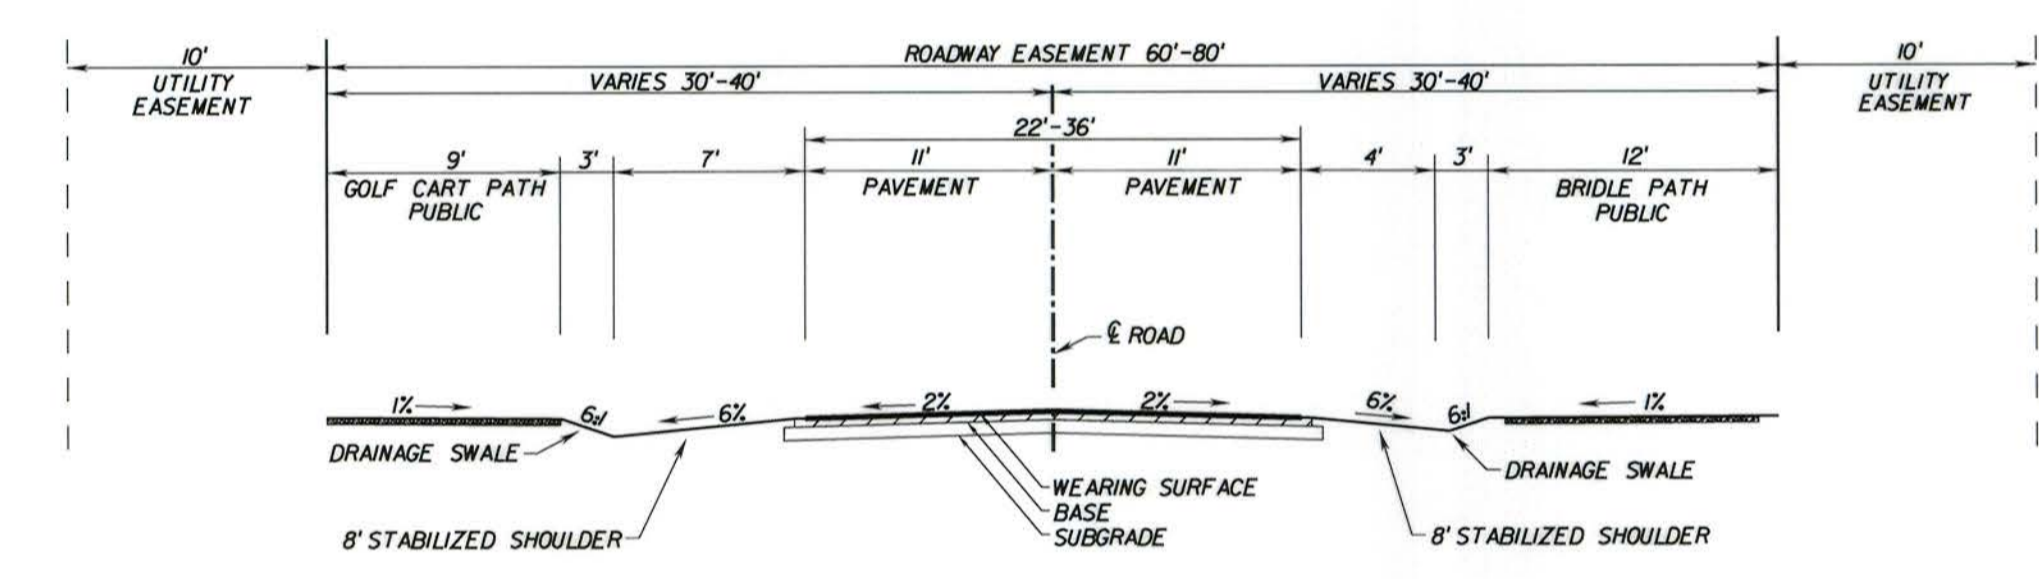 10'
ROADWAY EASEMENT 60'-80'
10'
UTILITY
EASEMENT
VARIES 30'-40'
VARIES 30'-40'
UTILITY
EASEMENT
22'-36'
9'
3'
7'
11'
11'
4'
3'
12'
GOLF CART PATH
PUBLIC
PAVEMENT
PAVEMENT
BRIDLE PATH
PUBLIC
℄ ROAD
1%
6:1
6%
2%
2%
6%
6:1
1%
DRAINAGE SWALE
DRAINAGE SWALE
WEARING SURFACE
BASE
SUBGRADE
8' STABILIZED SHOULDER
8' STABILIZED SHOULDER